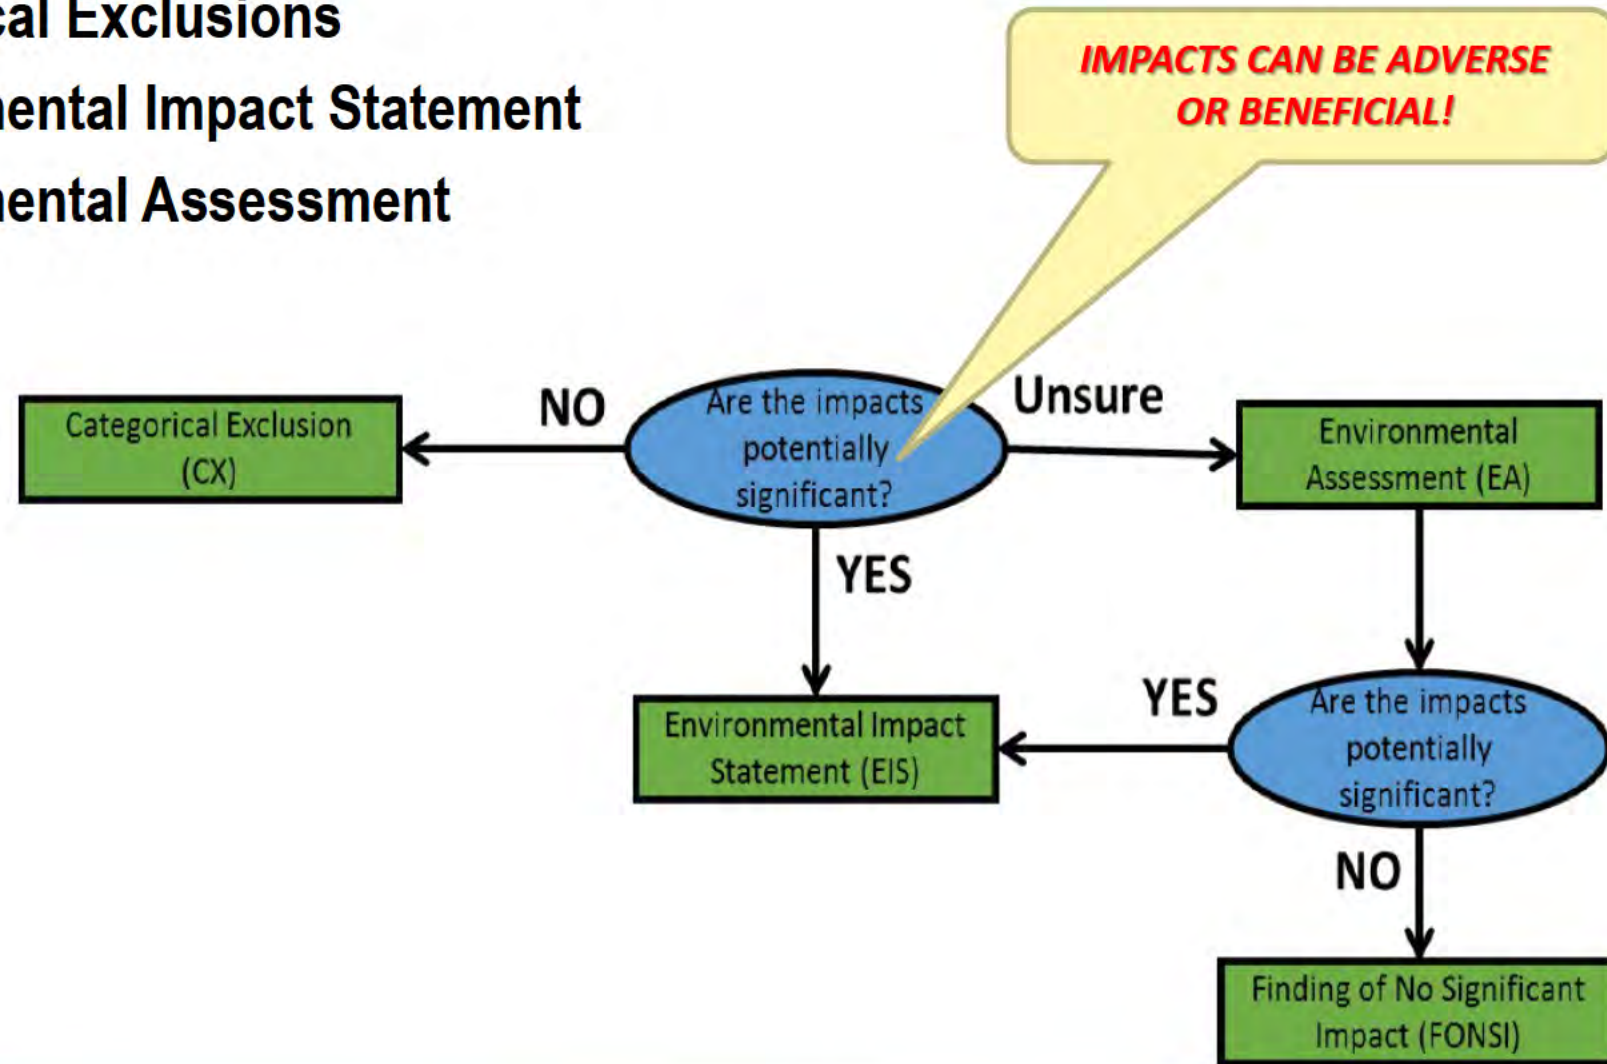 cal Exclusions
mental Impact Statement
mental Assessment
IMPACTS CAN BE ADVERSE
OR BENEFICIAL!
Categorical Exclusion
(CX)
NO
Are the impacts
potentially
significant?
Unsure
Environmental
Assessment (EA)
YES
Environmental Impact
Statement (EIS)
YES
Are the impacts
potentially
significant?
NO
Finding of No Significant
Impact (FONSI)